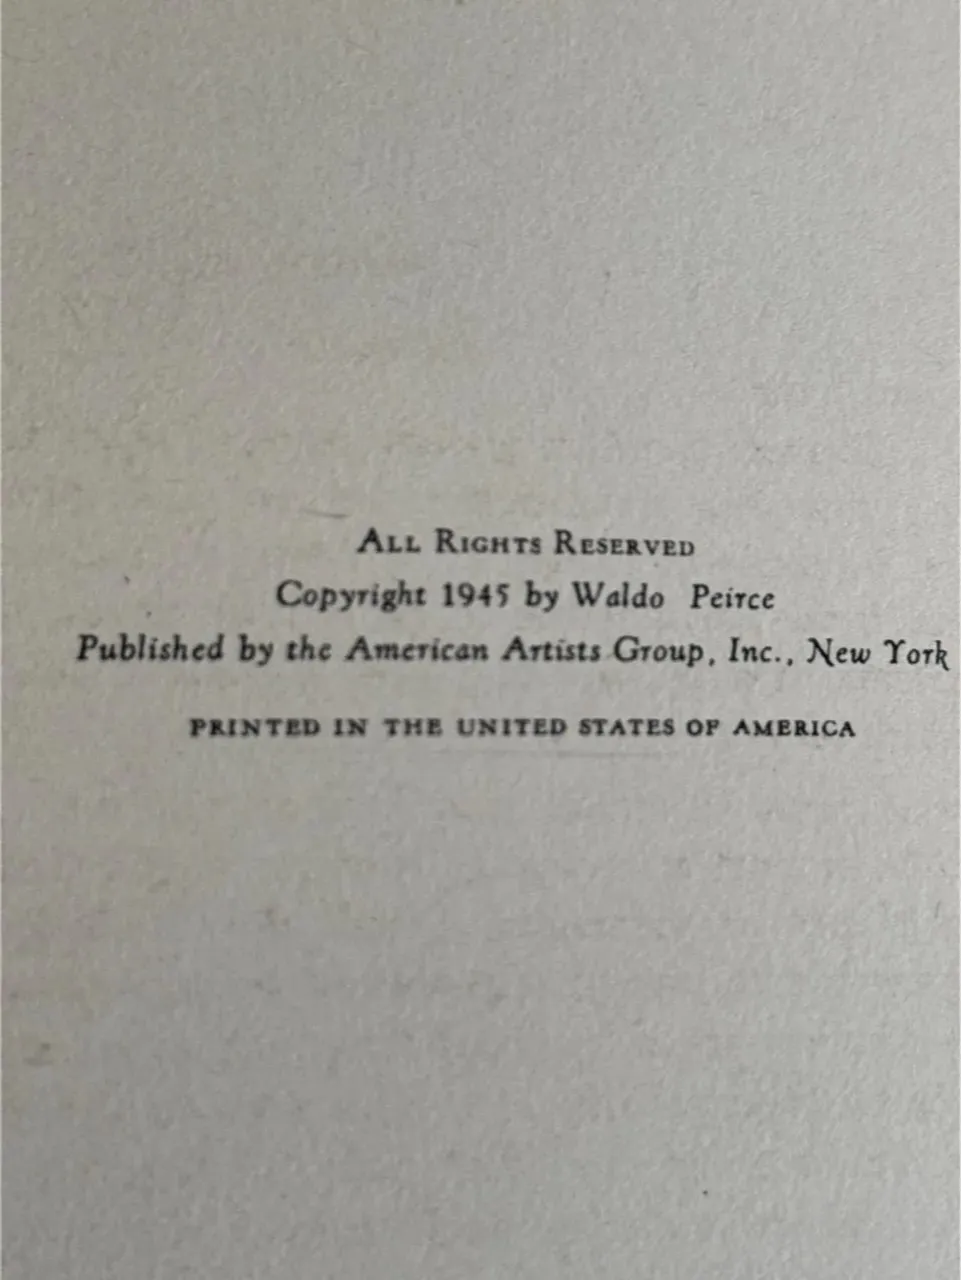 ALL RIGHTS RESERVED
Copyright 1945 by Waldo Peirce
Published by the American Artists Group, Inc., New York
PRINTED IN THE UNITED STATES OF AMERICA